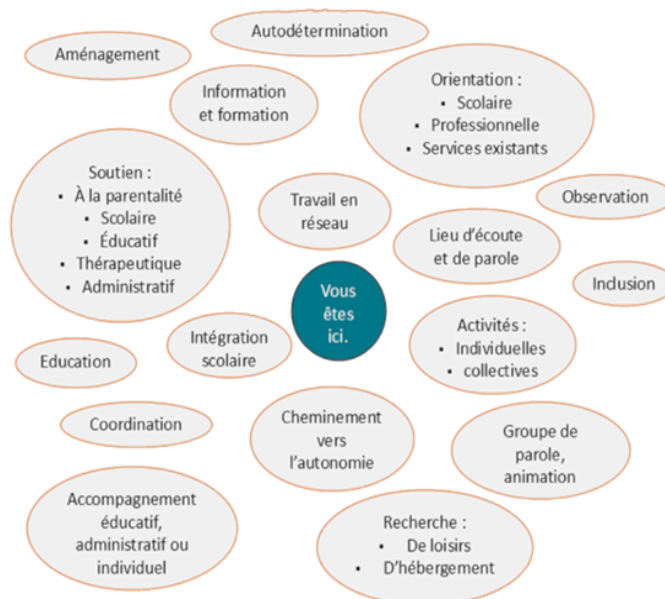 Autodétermination
Aménagement
Information
et formation
Orientation :
▪ Scolaire
▪ Professionnelle
▪ Services existants
Soutien :
▪ À la parentalité
▪ Scolaire
▪ Éducatif
▪ Thérapeutique
▪ Administratif
Travail en
réseau
Observation
Lieu d'écoute
et de parole
Inclusion
Vous
êtes
ici.
Intégration
scolaire
Activités :
▪ Individuelles
▪ collectives
Education
Coordination
Cheminement
vers
l'autonomie
Groupe de
parole,
animation
Accompagnement
éducatif,
administratif ou
individuel
Recherche :
▪ De loisirs
▪ D'hébergement